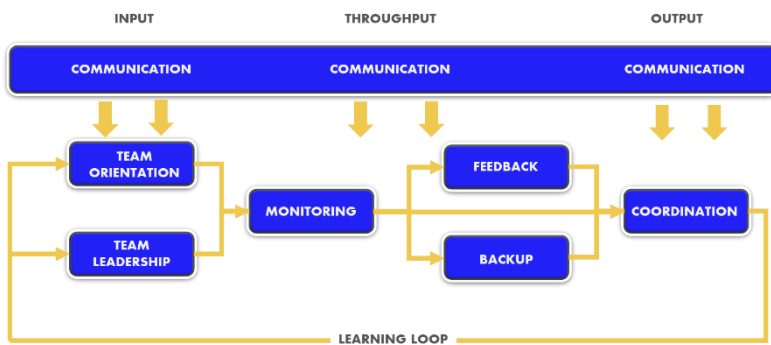 INPUT THROUGHPUT OUTPUT
COMMUNICATION COMMUNICATION COMMUNICATION
TEAM
ORIENTATION
FEEDBACK
MONITORING
COORDINATION
TEAM
LEADERSHIP
BACKUP
LEARNING LOOP